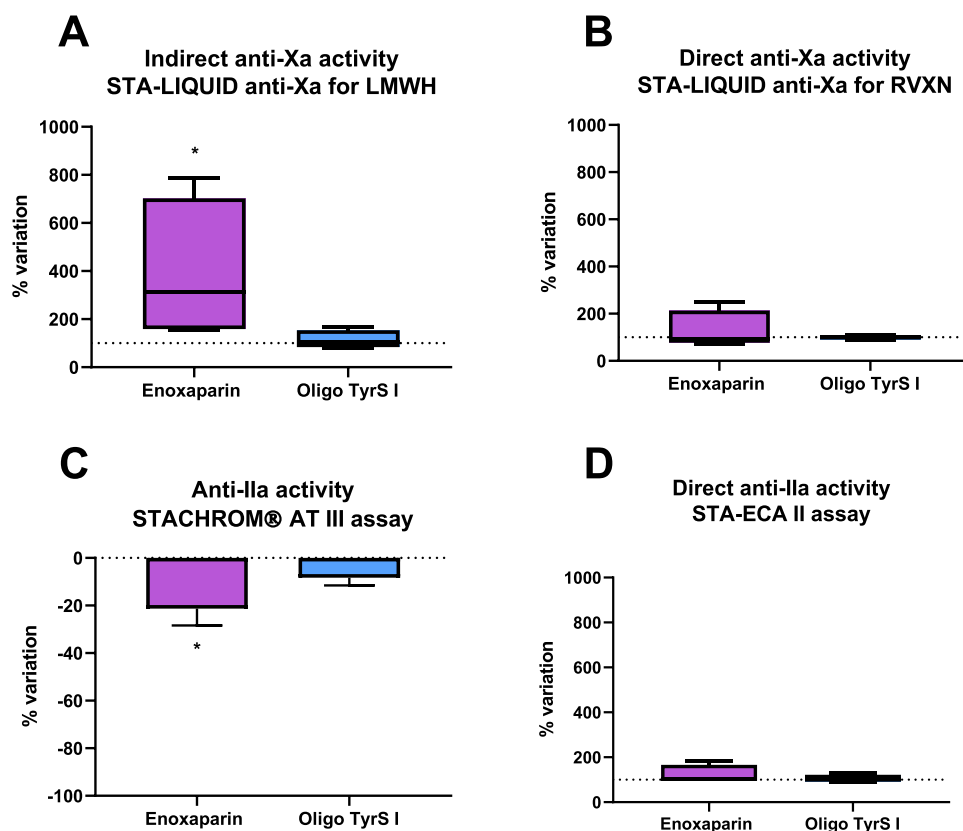 A
Indirect anti-Xa activity
STA-LIQUID anti-Xa for LMWH
% variation
1000
800
600
400
200
0
*
Enoxaparin
Oligo TyrS I
B
Direct anti-Xa activity
STA-LIQUID anti-Xa for RVXN
% variation
1000
800
600
400
200
0
Enoxaparin
Oligo TyrS I
C
Anti-IIa activity
STACHROM® AT III assay
% variation
0
-20
-40
-60
-80
-100
*
Enoxaparin
Oligo TyrS I
D
Direct anti-IIa activity
STA-ECA II assay
% variation
1000
800
600
400
200
0
Enoxaparin
Oligo TyrS I